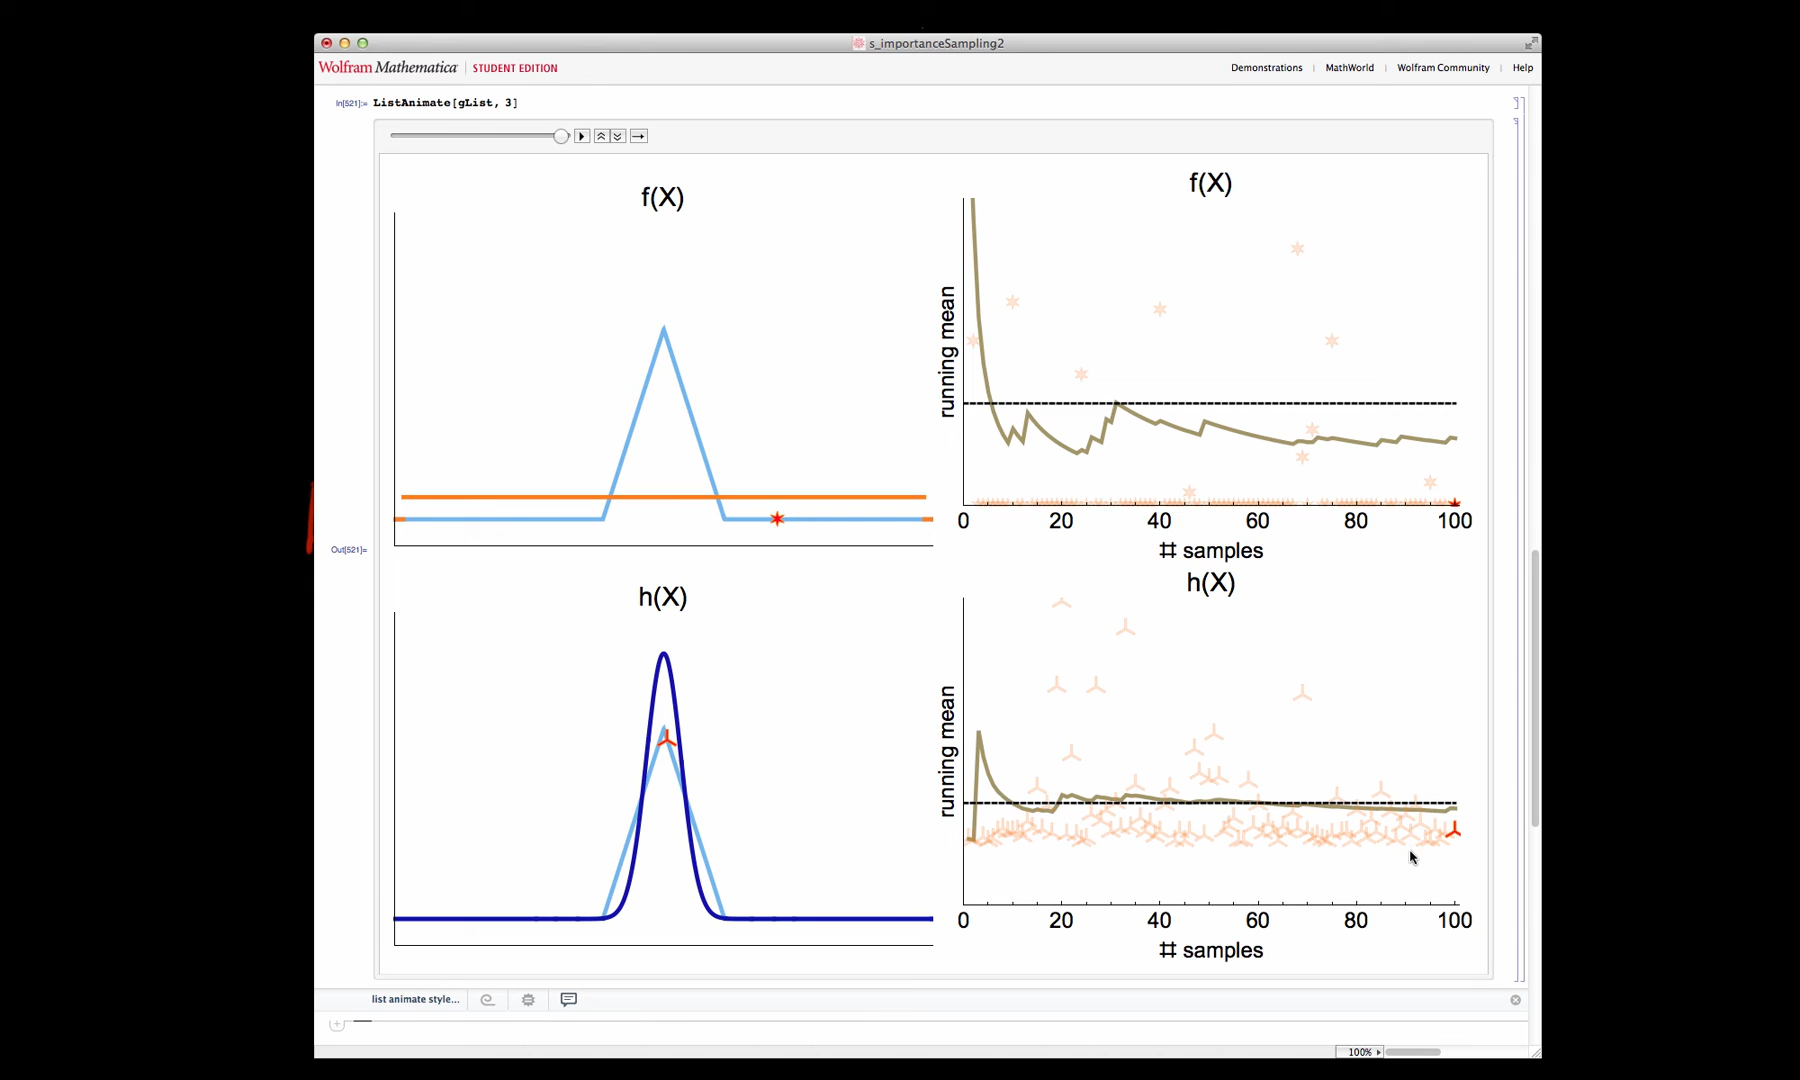 s_importanceSampling2
Wolfram Mathematica | STUDENT EDITION
Demonstrations | MathWorld | Wolfram Community | Help
In[521]:= ListAnimate[gList, 3]
f(X)
f(X)
running mean
0 20 40 60 80 100
# samples
Out[521]=
h(X)
h(X)
running mean
0 20 40 60 80 100
# samples
list animate style...
100%